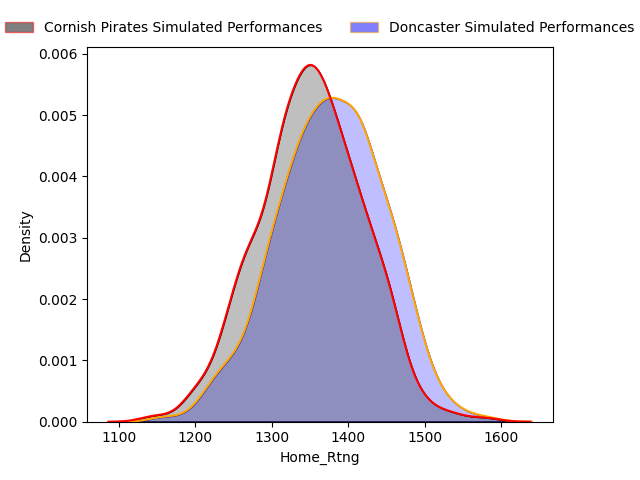 Cornish Pirates Simulated Performances
Doncaster Simulated Performances
0.006
0.005
0.004
0.003
0.002
0.001
0.000
Density
1100 1200 1300 1400 1500 1600
Home_Rtng